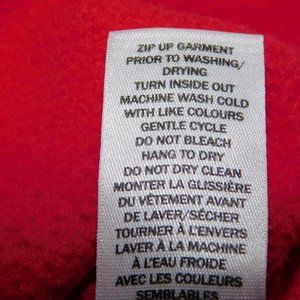 ZIP UP GARMENT
PRIOR TO WASHING/
DRYING
TURN INSIDE OUT
MACHINE WASH COLD
WITH LIKE COLOURS
GENTLE CYCLE
DO NOT BLEACH
HANG TO DRY
DO NOT DRY CLEAN
MONTER LA GLISSIÈRE
DU VÊTEMENT AVANT
DE LAVER/SÉCHER
TOURNER À L'ENVERS
LAVER À LA MACHINE
À L'EAU FROIDE
AVEC LES COULEURS
SEMBLABLES